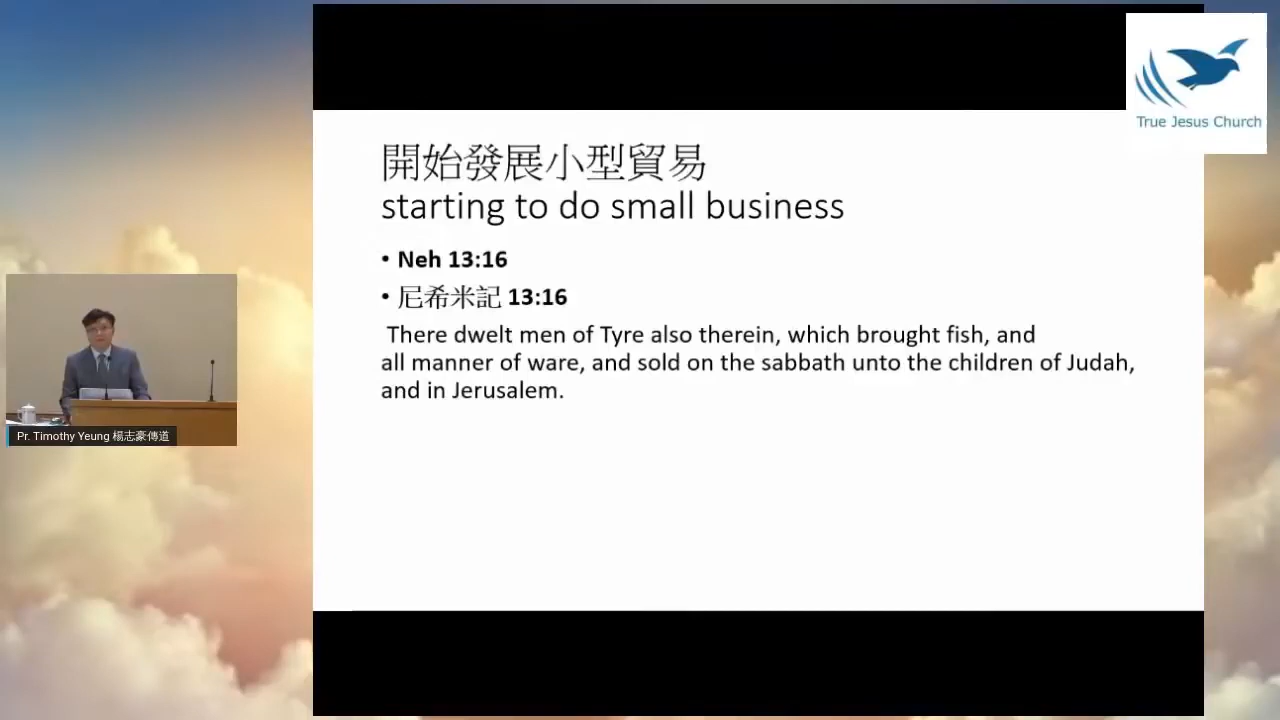 True Jesus Church
開始發展小型貿易
starting to do small business
• Neh 13:16
• 尼希米記 13:16
There dwelt men of Tyre also therein, which brought fish, and
all manner of ware, and sold on the sabbath unto the children of Judah,
and in Jerusalem.
Pr. Timothy Yeung 楊志豪傳道